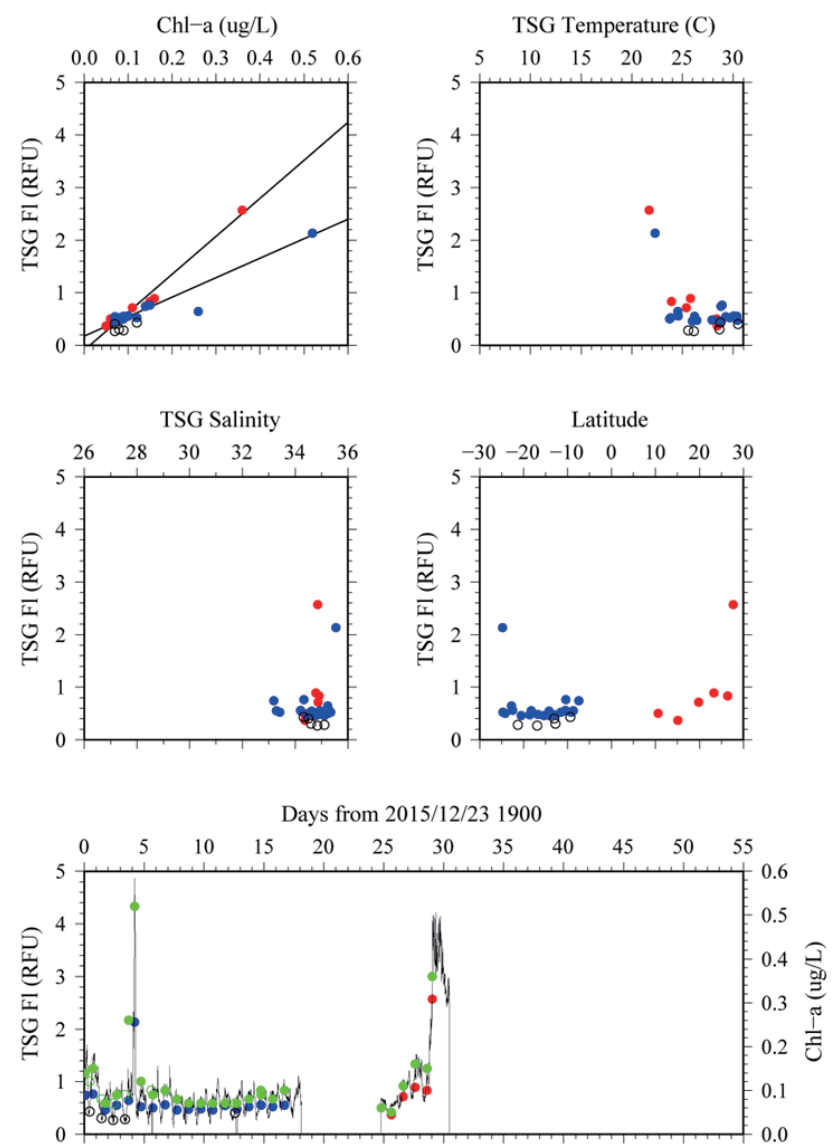 Chl−a (ug/L)
0.0 0.1 0.2 0.3 0.4 0.5 0.6
5
4
3
2
1
0
TSG Fl (RFU)
TSG Temperature (C)
5 10 15 20 25 30
5
4
3
2
1
0
TSG Fl (RFU)
TSG Salinity
26 28 30 32 34 36
5
4
3
2
1
0
TSG Fl (RFU)
Latitude
−30 −20 −10 0 10 20 30
5
4
3
2
1
0
TSG Fl (RFU)
Days from 2015/12/23 1900
0 5 10 15 20 25 30 35 40 45 50 55
5
4
3
2
1
0
TSG Fl (RFU)
0.6
0.5
0.4
0.3
0.2
0.1
0.0
Chl−a (ug/L)